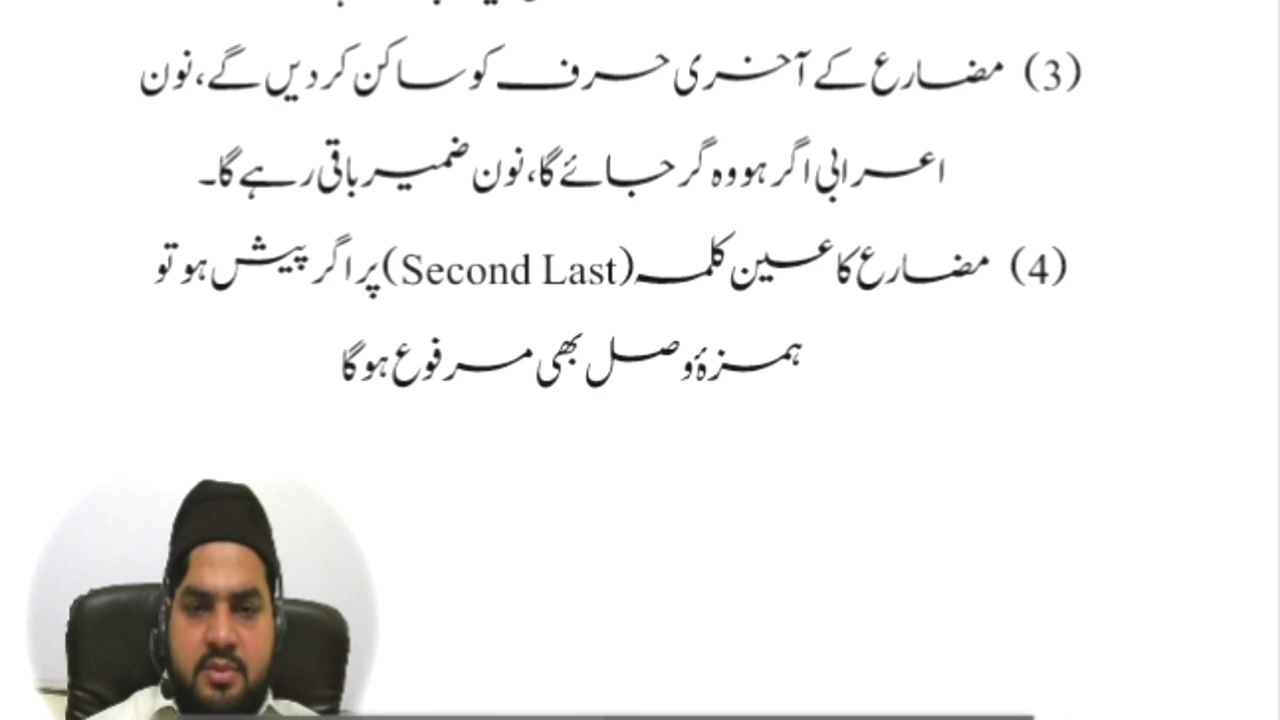 (3) مضارع کے آخری حرف کو ساکن کر دیں گے، نون
اعرابی اگر ہو وہ گر جائے گا، نون ضمیر باقی رہے گا۔
(4) مضارع کا عین کلمہ (Second Last) پر اگر پیش ہو تو
ہمزۂ وصل بھی مرفوع ہوگا